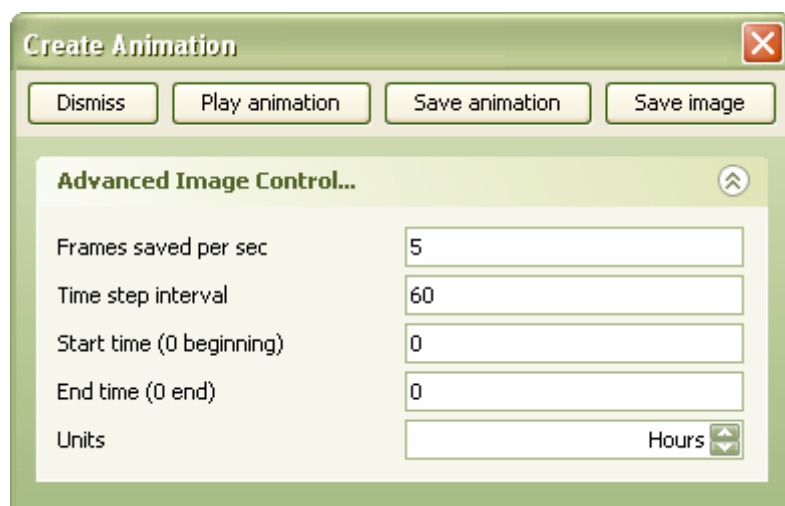 Create Animation
Dismiss Play animation Save animation Save image
Advanced Image Control...
Frames saved per sec 5
Time step interval 60
Start time (0 beginning) 0
End time (0 end) 0
Units Hours